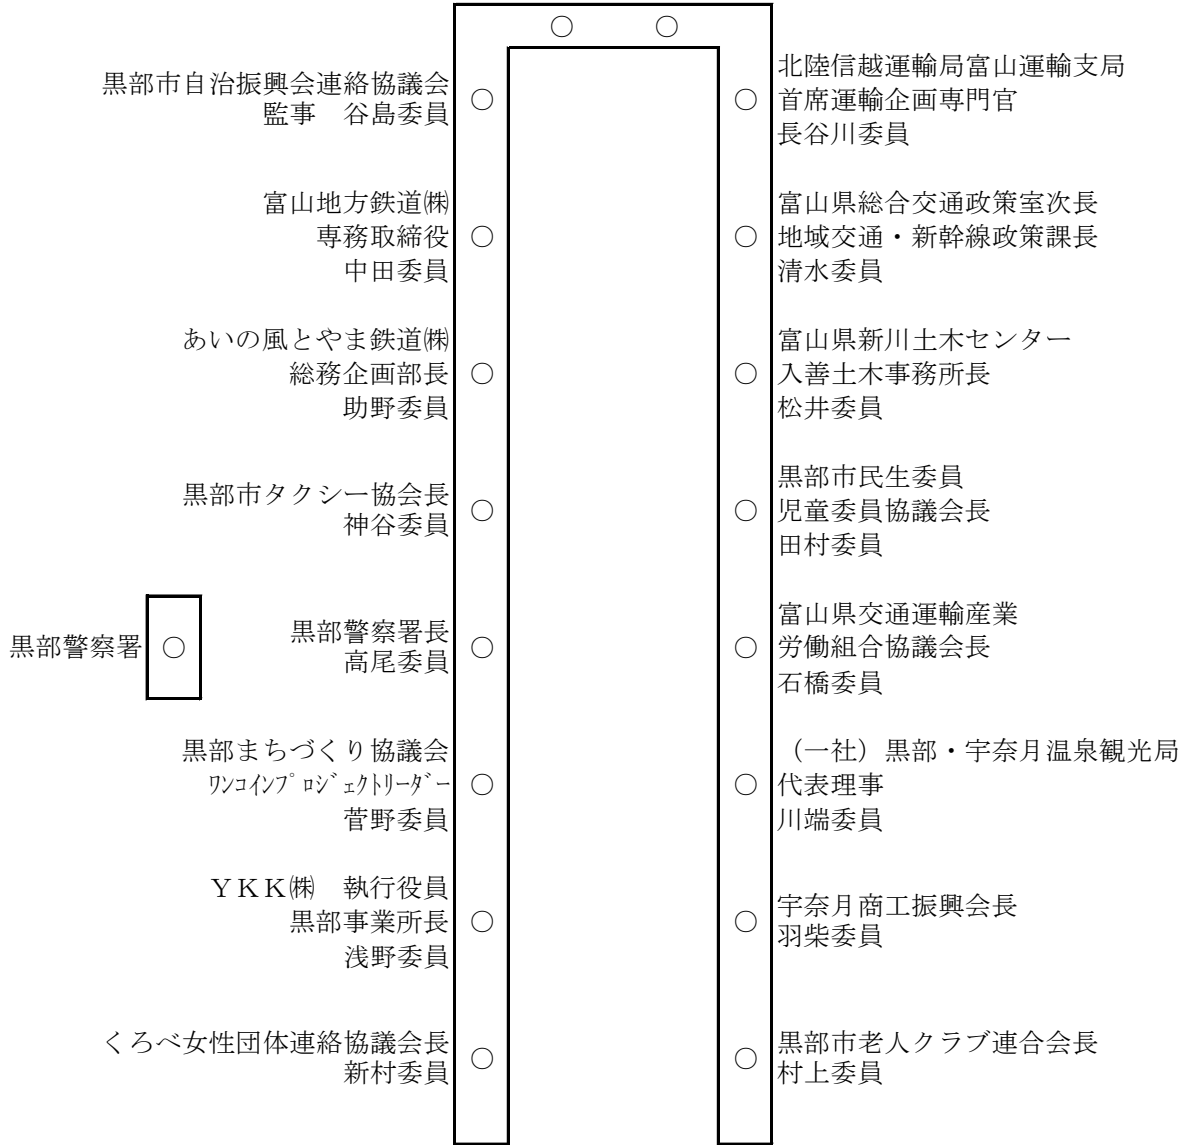 ○ ○
黒部市自治振興会連絡協議会
監事　谷島委員
○
富山地方鉄道㈱
専務取締役
中田委員
○
あいの風とやま鉄道㈱
総務企画部長
助野委員
○
黒部市タクシー協会長
神谷委員
○
黒部警察署
○
黒部警察署長
高尾委員
○
黒部まちづくり協議会
ﾜﾝｺｲﾝﾌﾟﾛｼﾞｪｸﾄﾘｰﾀﾞｰ
菅野委員
○
ＹＫＫ㈱　執行役員
黒部事業所長
浅野委員
○
くろべ女性団体連絡協議会長
新村委員
○
北陸信越運輸局富山運輸支局
○首席運輸企画専門官
長谷川委員
富山県総合交通政策室次長
○地域交通・新幹線政策課長
清水委員
富山県新川土木センター
○入善土木事務所長
松井委員
黒部市民生委員
○児童委員協議会長
田村委員
富山県交通運輸産業
○労働組合協議会長
石橋委員
（一社）黒部・宇奈月温泉観光局
○代表理事
川端委員
○
宇奈月商工振興会長
羽柴委員
○
黒部市老人クラブ連合会長
村上委員